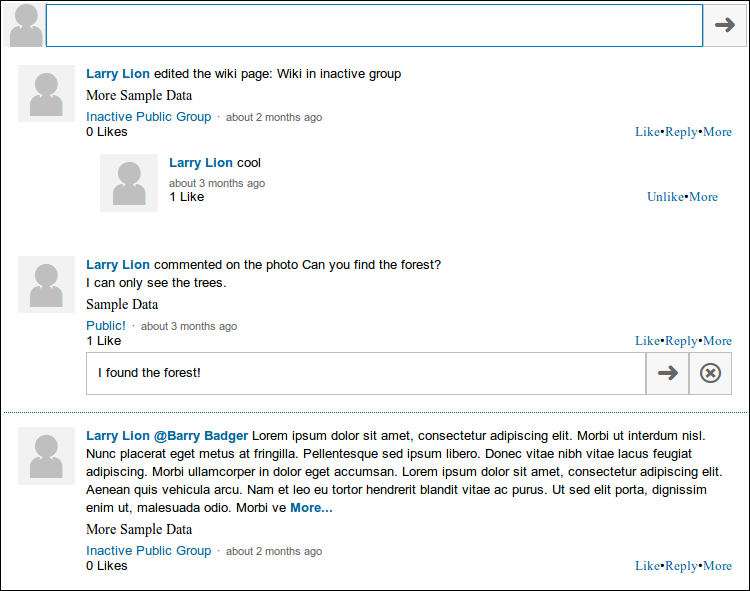 Larry Lion edited the wiki page: Wiki in inactive group
More Sample Data
Inactive Public Group · about 2 months ago
0 Likes
Like•Reply•More
Larry Lion cool
about 3 months ago
1 Like
Unlike•More
Larry Lion commented on the photo Can you find the forest?
I can only see the trees.
Sample Data
Public! · about 3 months ago
1 Like
Like•Reply•More
I found the forest!
Larry Lion @Barry Badger Lorem ipsum dolor sit amet, consectetur adipiscing elit. Morbi ut interdum nisl.
Nunc placerat eget metus at fringilla. Pellentesque sed ipsum libero. Donec vitae nibh vitae lacus feugiat
adipiscing. Morbi ullamcorper in dolor eget accumsan. Lorem ipsum dolor sit amet, consectetur adipiscing elit.
Aenean quis vehicula arcu. Nam et leo eu tortor hendrerit blandit vitae ac purus. Ut sed elit porta, dignissim
enim ut, malesuada odio. Morbi ve More...
More Sample Data
Inactive Public Group · about 2 months ago
0 Likes
Like•Reply•More